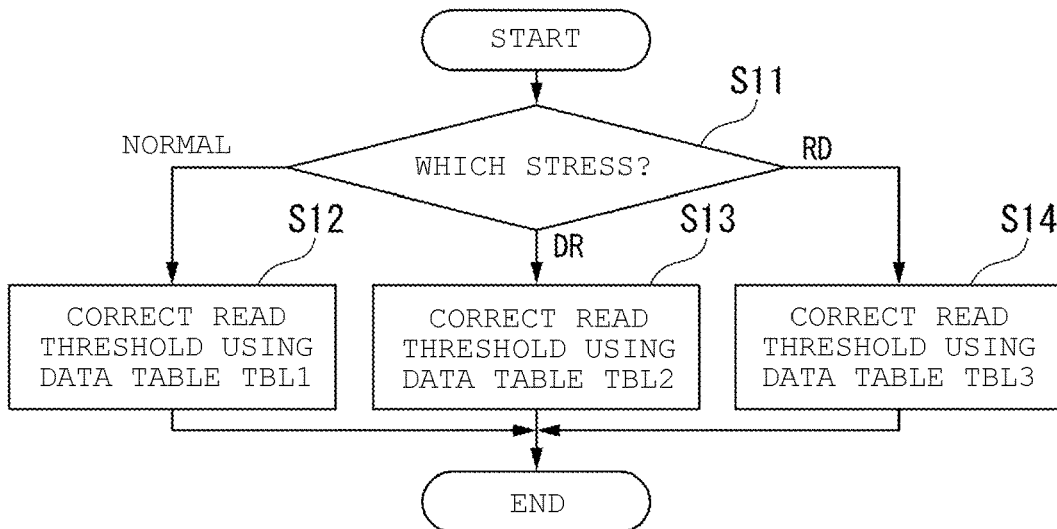 START
S11
WHICH STRESS?
NORMAL
RD
DR
S12
CORRECT READ
THRESHOLD USING
DATA TABLE TBL1
S13
CORRECT READ
THRESHOLD USING
DATA TABLE TBL2
S14
CORRECT READ
THRESHOLD USING
DATA TABLE TBL3
END